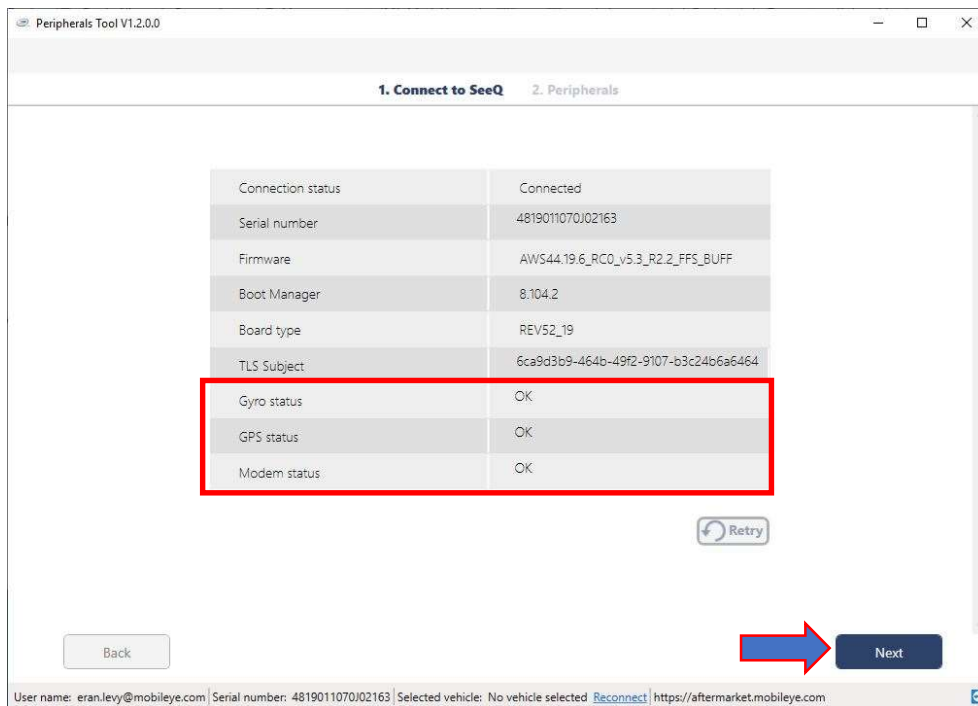 Peripherals Tool V1.2.0.0
1. Connect to SeeQ 2. Peripherals
Connection status Connected
Serial number 4819011070J02163
Firmware AWS44.19.6_RC0_v5.3_R2.2_FFS_BUFF
Boot Manager 8.104.2
Board type REV52_19
TLS Subject 6ca9d3b9-464b-49f2-9107-b3c24b6a6464
Gyro status OK
GPS status OK
Modem status OK
Retry
Back Next
User name: eran.levy@mobileye.com Serial number: 4819011070J02163 Selected vehicle: No vehicle selected Reconnect https://aftermarket.mobileye.com